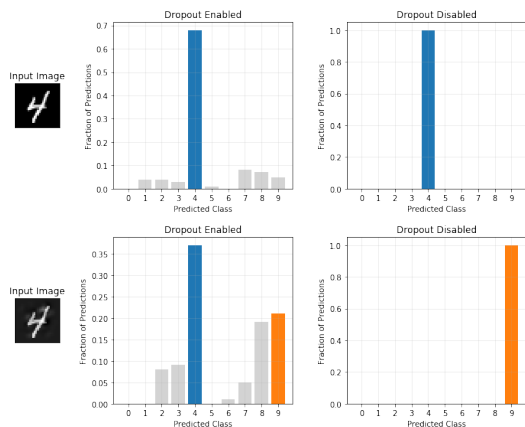 Dropout Enabled
Dropout Disabled
Input Image
4
Fraction of Predictions
0.7
0.6
0.5
0.4
0.3
0.2
0.1
0.0
0 1 2 3 4 5 6 7 8 9
Predicted Class
Fraction of Predictions
1.0
0.8
0.6
0.4
0.2
0.0
0 1 2 3 4 5 6 7 8 9
Predicted Class
Dropout Enabled
Dropout Disabled
Input Image
4
Fraction of Predictions
0.35
0.30
0.25
0.20
0.15
0.10
0.05
0.00
0 1 2 3 4 5 6 7 8 9
Predicted Class
Fraction of Predictions
1.0
0.8
0.6
0.4
0.2
0.0
0 1 2 3 4 5 6 7 8 9
Predicted Class